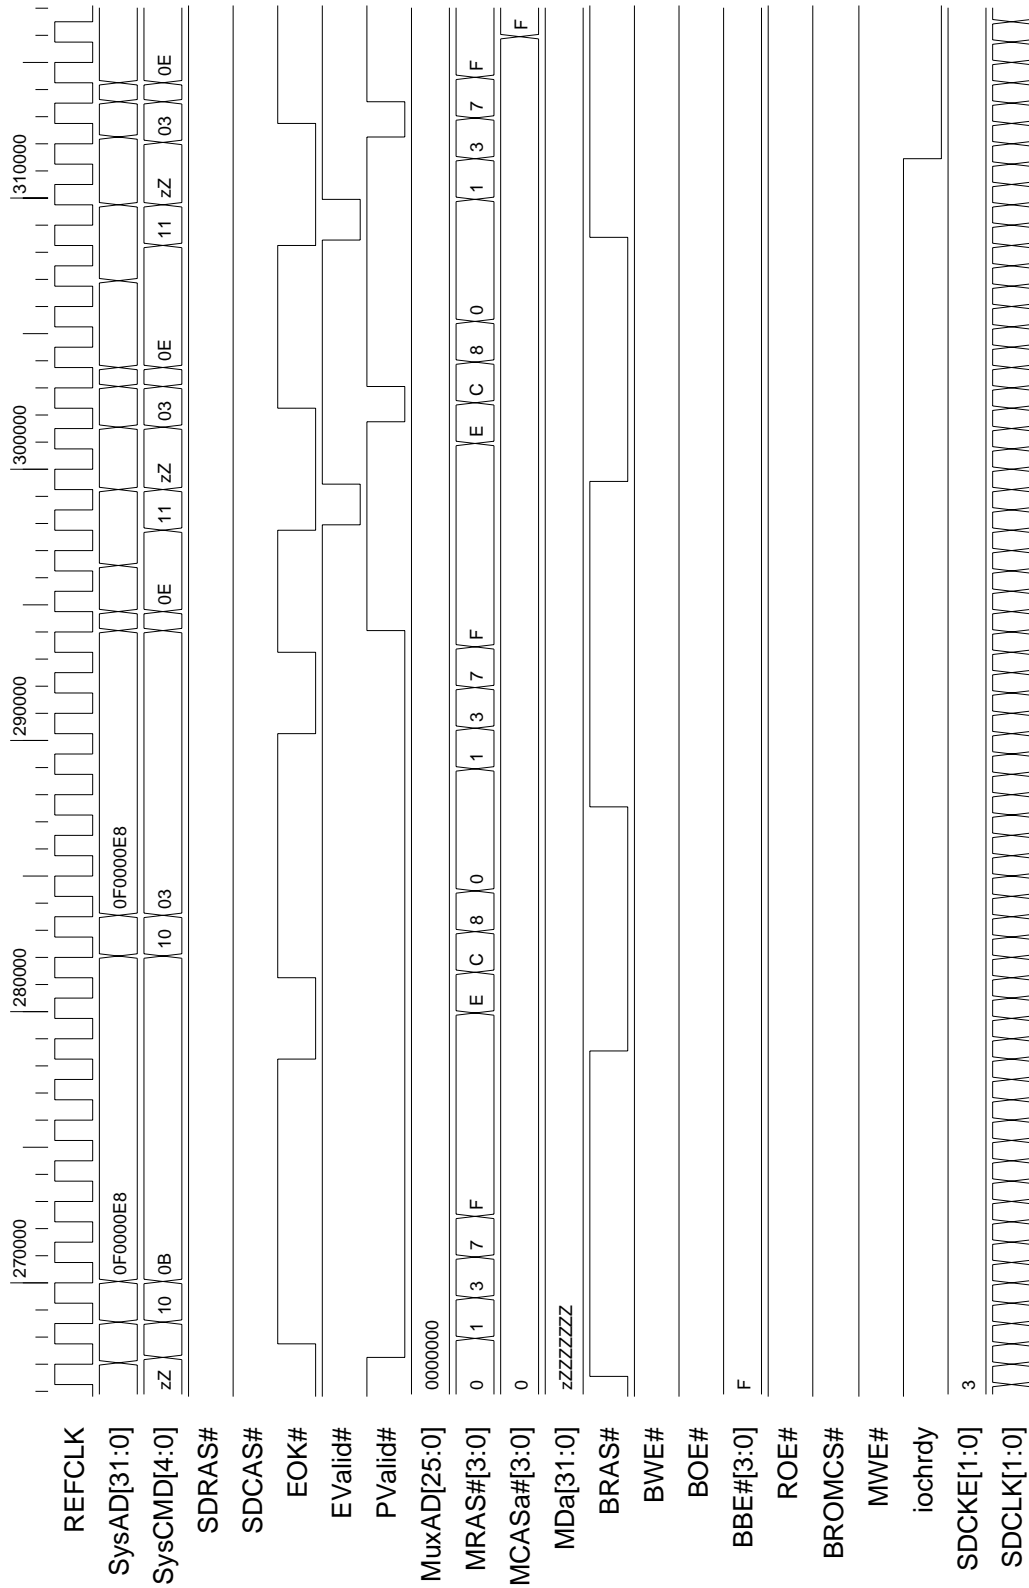 270000 280000 290000 300000 310000
REFCLK
SysAD[31:0] 0F0000E8 0F0000E8
SysCMD[4:0] zZ 10 0B 10 03 0E 11 zZ 03 0E 11 zZ 03 0E
SDRAS#
SDCAS#
EOK#
EValid#
PValid#
MuxAD[25:0] 0000000
MRAS#[3:0] 0 1 3 7 F E C 8 0 1 3 7 F E C 8 0 1 3 7 F
MCASa#[3:0] 0 F
MDa[31:0] zZZZZZZZ
BRAS#
BWE#
BOE#
BBE#[3:0] F
ROE#
BROMCS#
MWE#
iochrdy
SDCKE[1:0] 3
SDCLK[1:0]